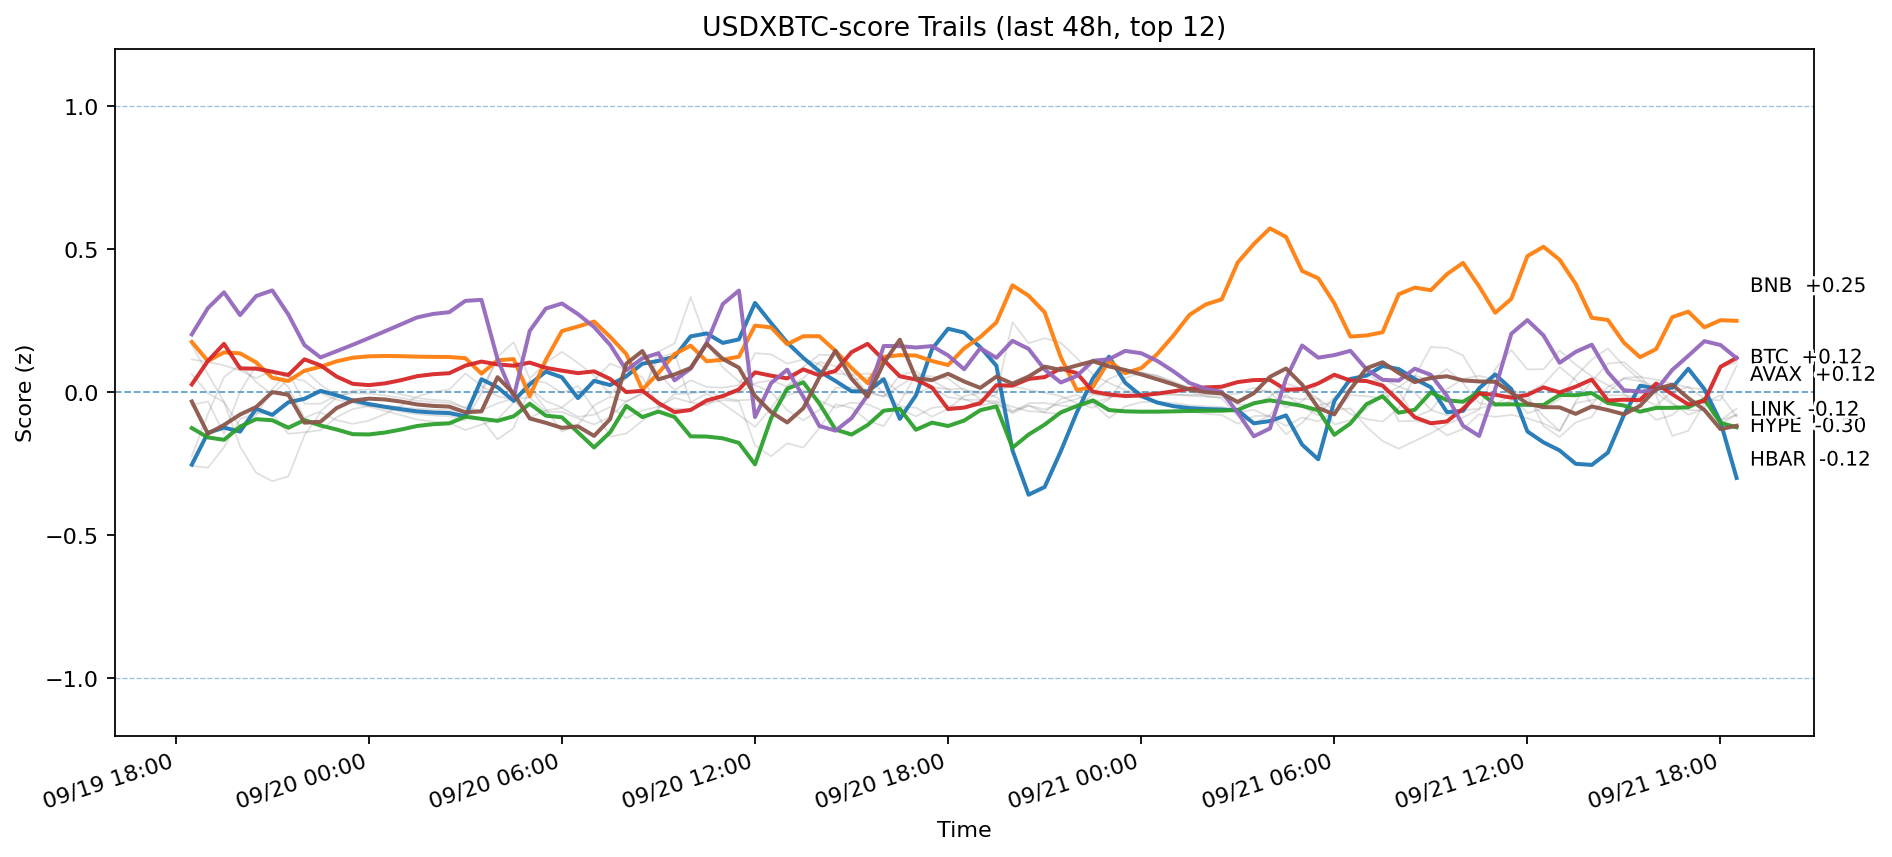 USDXBTC-score Trails (last 48h, top 12)
Score (z)
1.0
0.5
0.0
−0.5
−1.0
BNB +0.25
BTC +0.12
AVAX +0.12
LINK -0.12
HYPE -0.30
HBAR -0.12
09/19 18:00
09/20 00:00
09/20 06:00
09/20 12:00
09/20 18:00
09/21 00:00
09/21 06:00
09/21 12:00
09/21 18:00
Time